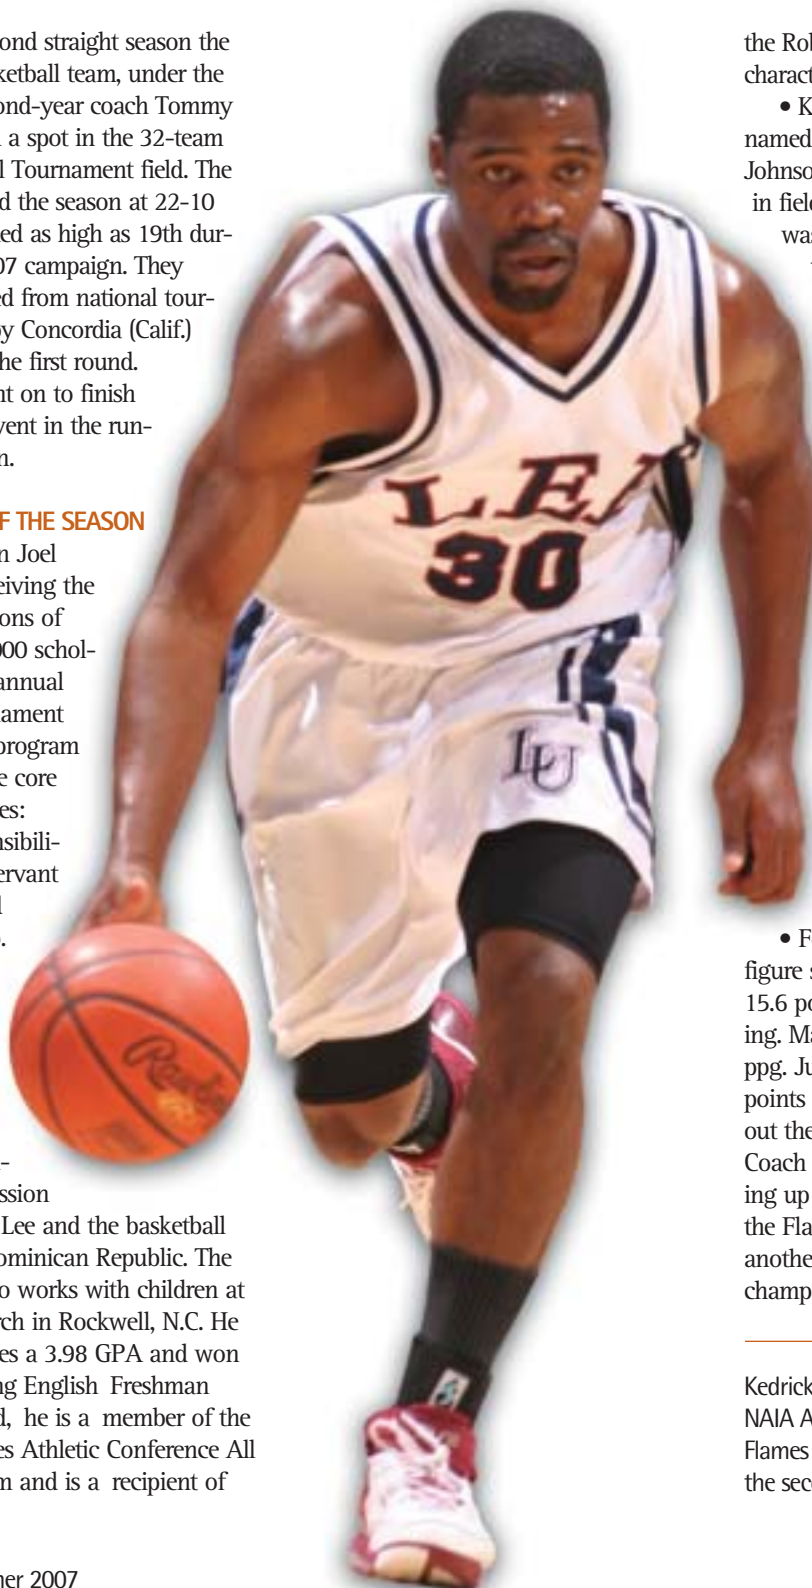 ond straight season the
ketball team, under the
ond-year coach Tommy
a spot in the 32-team
l Tournament field. The
d the season at 22-10
ed as high as 19th dur-
07 campaign. They
ed from national tour-
by Concordia (Calif.)
he first round.
nt on to finish
vent in the run-
n.
F THE SEASON
n Joel
eiving the
ons of
000 schol-
annual
nament
program
e core
es:
nsibili-
ervant
ssion
Lee and the basketball
ominican Republic. The
o works with children at
rch in Rockwell, N.C. He
es a 3.98 GPA and won
ng English Freshman
d, he is a member of the
es Athletic Conference All
m and is a recipient of
ner 2007
LEE
30
LU
the Rob
charact
• K
named
Johnso
in fiel
was
• F
figure s
15.6 po
ing. Ma
ppg. Ju
points
out the
Coach
ing up
the Fla
anothe
champ
Kedrick
NAIA A
Flames
the sec